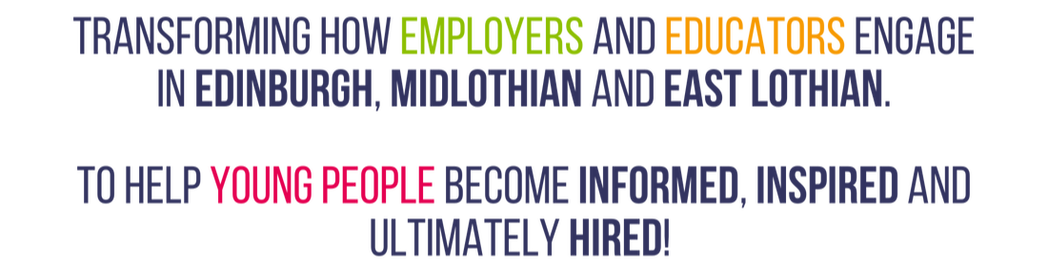 TRANSFORMING HOW EMPLOYERS AND EDUCATORS ENGAGE
IN EDINBURGH, MIDLOTHIAN AND EAST LOTHIAN.
TO HELP YOUNG PEOPLE BECOME INFORMED, INSPIRED AND
ULTIMATELY HIRED!